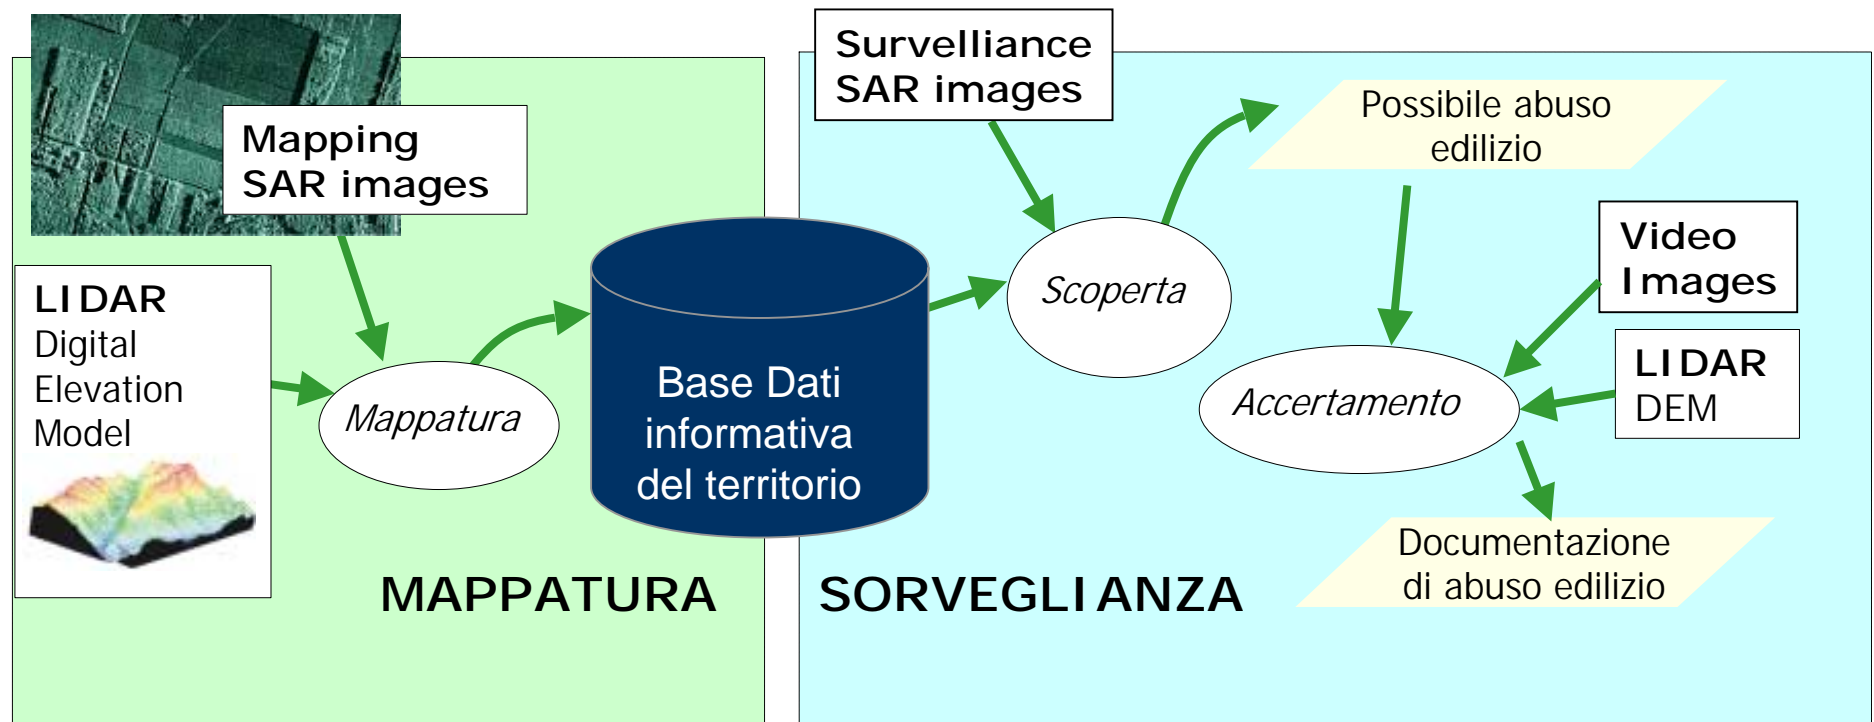 Mapping
SAR images
LIDAR
Digital
Elevation
Model
Mappatura
Base Dati
informativa
del territorio
MAPPATURA
Survelliance
SAR images
Scoperta
Possibile abuso
edilizio
Video
Images
LIDAR
DEM
Accertamento
Documentazione
di abuso edilizio
SORVEGLIANZA